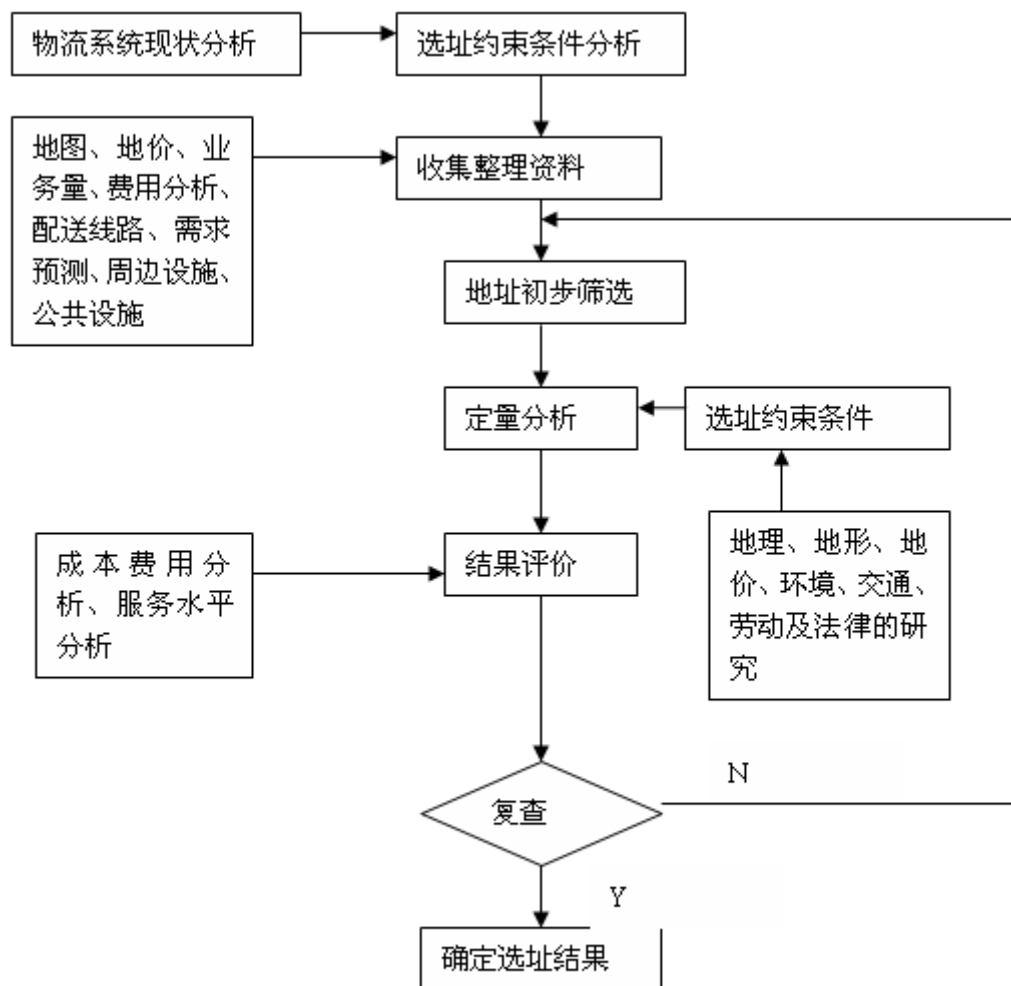 物流系统现状分析
选址约束条件分析
地图、地价、业
务量、费用分析、
配送线路、需求
预测、周边设施、
公共设施
收集整理资料
地址初步筛选
定量分析
选址约束条件
地理、地形、地
价、环境、交通、
劳动及法律的研
究
成本费用分
析、服务水平
分析
结果评价
复查
N
Y
确定选址结果